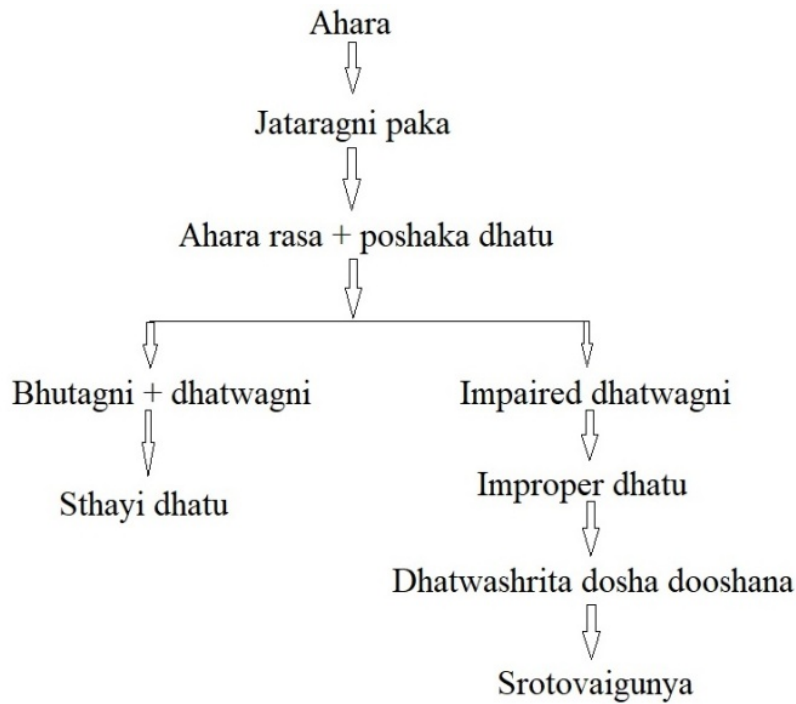 Ahara
Jataragni paka
Ahara rasa + poshaka dhatu
Bhutagni + dhatwagni
Sthayi dhatu
Impaired dhatwagni
Improper dhatu
Dhatwashrita dosha dooshana
Srotovaigunya